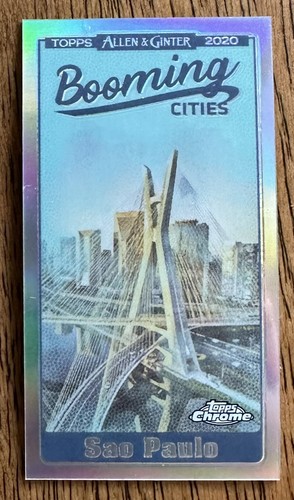 TOPPS ALLEN & GINTER 2020
Booming
CITIES
topps
Chrome
Sao Paulo